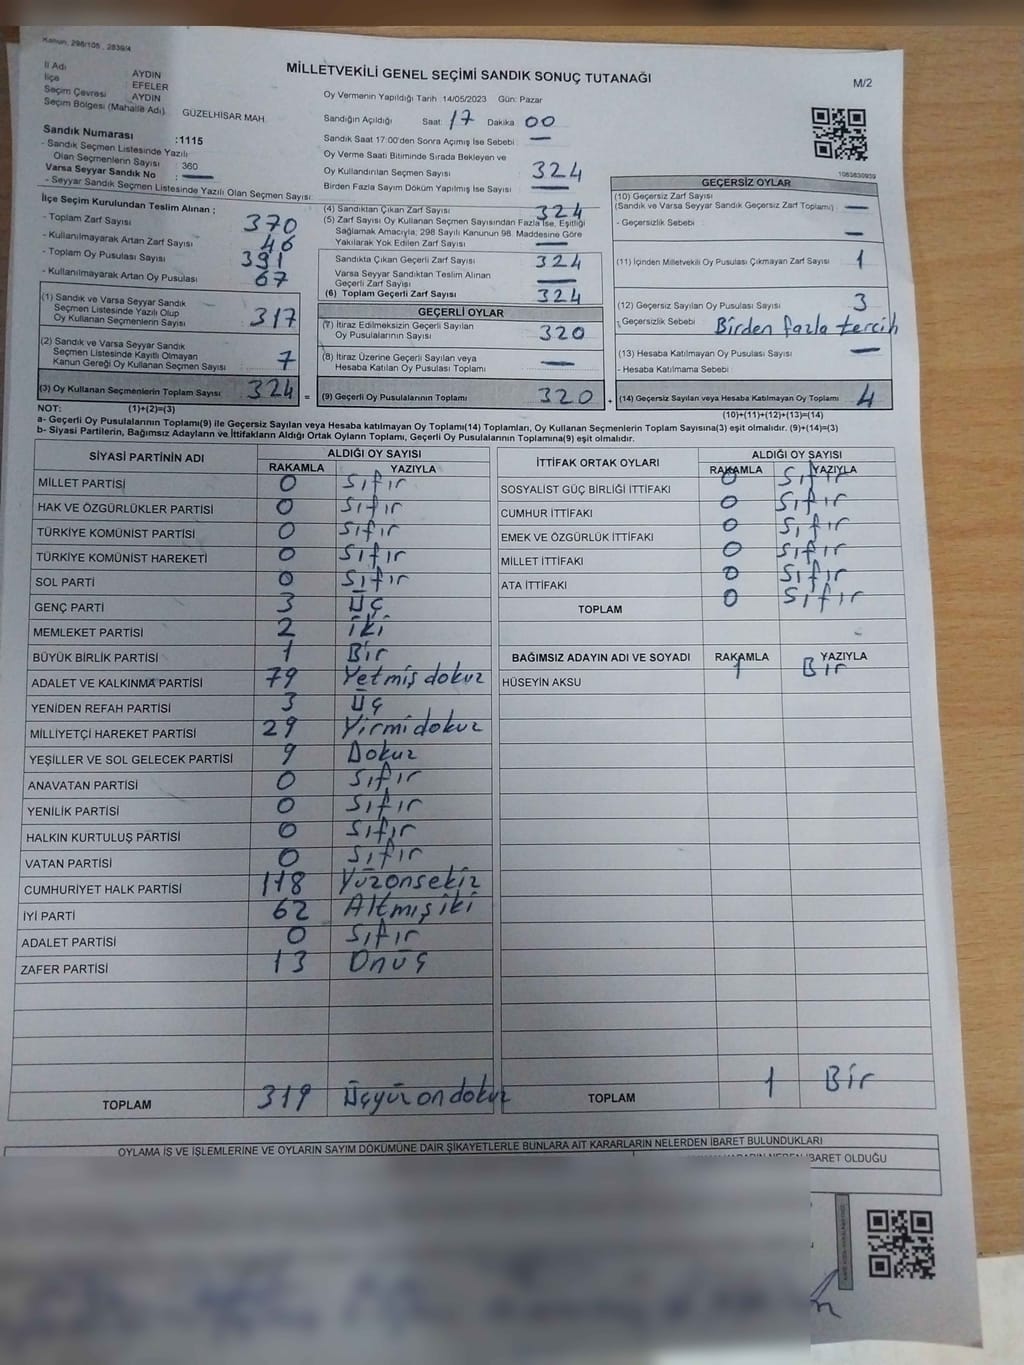 Kanun, 298/105 , 2839/4
MİLLETVEKİLİ GENEL SEÇİMİ SANDIK SONUÇ TUTANAĞI
M/2
İl Adı : AYDIN
İlçe : EFELER
Seçim Çevresi AYDIN
Seçim Bölgesi (Mahalle Adı) GÜZELHİSAR MAH.
Sandık Numarası :1115
- Sandık Seçmen Listesinde Yazılı
Olan Seçmenlerin Sayısı : 360
Varsa Seyyar Sandık No : —
- Seyyar Sandık Seçmen Listesinde Yazılı Olan Seçmen Sayısı:
İlçe Seçim Kurulundan Teslim Alınan ;
- Toplam Zarf Sayısı 370
- Kullanılmayarak Artan Zarf Sayısı 46
- Toplam Oy Pusulası Sayısı 391
- Kullanılmayarak Artan Oy Pusulası 67
(1) Sandık ve Varsa Seyyar Sandık
Seçmen Listesinde Yazılı Olup
Oy Kullanan Seçmenlerin Sayısı 317
(2) Sandık ve Varsa Seyyar Sandık
Seçmen Listesinde Kayıtlı Olmayan
Kanun Gereği Oy Kullanan Seçmen Sayısı 7
(3) Oy Kullanan Seçmenlerin Toplam Sayısı 324 =
Oy Vermenin Yapıldığı Tarih 14/05/2023 Gün: Pazar
Sandığın Açıldığı Saat: 17 Dakika 00
Sandık Saat 17:00'den Sonra Açımış İse Sebebi : —
Oy Verme Saati Bitiminde Sırada Bekleyen ve
Oy Kullandırılan Seçmen Sayısı 324
Birden Fazla Sayım Döküm Yapılmış İse Sayısı —
(4) Sandıktan Çıkan Zarf Sayısı 324
(5) Zarf Sayısı Oy Kullanan Seçmen Sayısından Fazla İse, Eşitliği
Sağlamak Amacıyla; 298 Sayılı Kanunun 98. Maddesine Göre
Yakılarak Yok Edilen Zarf Sayısı —
Sandıkta Çıkan Geçerli Zarf Sayısı 324
Varsa Seyyar Sandıktan Teslim Alınan
Geçerli Zarf Sayısı —
(6) Toplam Geçerli Zarf Sayısı 324
GEÇERLİ OYLAR
(7) İtiraz Edilmeksizin Geçerli Sayılan
Oy Pusulalarının Sayısı 320
(8) İtiraz Üzerine Geçerli Sayılan veya
Hesaba Katılan Oy Pusulası Toplamı —
(9) Geçerli Oy Pusulalarının Toplamı 320 +
1063630939
GEÇERSİZ OYLAR
(10) Geçersiz Zarf Sayısı
(Sandık ve Varsa Seyyar Sandık Geçersiz Zarf Toplamı) —
- Geçersizlik Sebebi —
(11) İçinden Milletvekili Oy Pusulası Çıkmayan Zarf Sayısı 1
(12) Geçersiz Sayılan Oy Pusulası Sayısı 3
Geçersizlik Sebebi Birden fazla tercih
(13) Hesaba Katılmayan Oy Pusulası Sayısı —
- Hesaba Katılmama Sebebi
(14) Geçersiz Sayılan veya Hesaba Katılmayan Oy Toplamı 4
NOT: (1)+(2)=(3)
(10)+(11)+(12)+(13)=(14)
a- Geçerli Oy Pusulalarının Toplamı(9) ile Geçersiz Sayılan veya Hesaba katılmayan Oy Toplamı(14) Toplamları, Oy Kullanan Seçmenlerin Toplam Sayısına(3) eşit olmalıdır. (9)+(14)=(3)
b- Siyasi Partilerin, Bağımsız Adayların ve İttifakların Aldığı Ortak Oyların Toplamı, Geçerli Oy Pusulalarının Toplamına(9) eşit olmalıdır.
SİYASİ PARTİNİN ADI ALDIĞI OY SAYISI
RAKAMLA YAZIYLA
MİLLET PARTİSİ 0 Sıfır
HAK VE ÖZGÜRLÜKLER PARTİSİ 0 Sıfır
TÜRKİYE KOMÜNİST PARTİSİ 0 Sıfır
TÜRKİYE KOMÜNİST HAREKETİ 0 Sıfır
SOL PARTİ 0 Sıfır
GENÇ PARTİ 3 Üç
MEMLEKET PARTİSİ 2 İki
BÜYÜK BİRLİK PARTİSİ 1 Bir
ADALET VE KALKINMA PARTİSİ 79 Yetmiş dokuz
YENİDEN REFAH PARTİSİ 3 Üç
MİLLİYETÇİ HAREKET PARTİSİ 29 Yirmi dokuz
YEŞİLLER VE SOL GELECEK PARTİSİ 9 Dokuz
ANAVATAN PARTİSİ 0 Sıfır
YENİLİK PARTİSİ 0 Sıfır
HALKIN KURTULUŞ PARTİSİ 0 Sıfır
VATAN PARTİSİ 0 Sıfır
CUMHURİYET HALK PARTİSİ 118 Yüzonsekiz
İYİ PARTİ 62 Altmışiki
ADALET PARTİSİ 0 Sıfır
ZAFER PARTİSİ 13 Onüç
TOPLAM 319 Üçyüz on dokuz
İTTİFAK ORTAK OYLARI ALDIĞI OY SAYISI
RAKAMLA YAZIYLA
0 Sıfır
SOSYALİST GÜÇ BİRLİĞİ İTTİFAKI 0 Sıfır
CUMHUR İTTİFAKI 0 Sıfır
EMEK VE ÖZGÜRLÜK İTTİFAKI 0 Sıfır
MİLLET İTTİFAKI 0 Sıfır
ATA İTTİFAKI 0 Sıfır
TOPLAM
BAĞIMSIZ ADAYIN ADI VE SOYADI RAKAMLA YAZIYLA
HÜSEYİN AKSU 1 Bir
TOPLAM 1 Bir
OYLAMA İŞ VE İŞLEMLERİNE VE OYLARIN SAYIM DÖKÜMÜNE DAİR ŞİKAYETLERLE BUNLARA AİT KARARLARIN NELERDEN İBARET BULUNDUKLARI
İBARET OLDUĞU